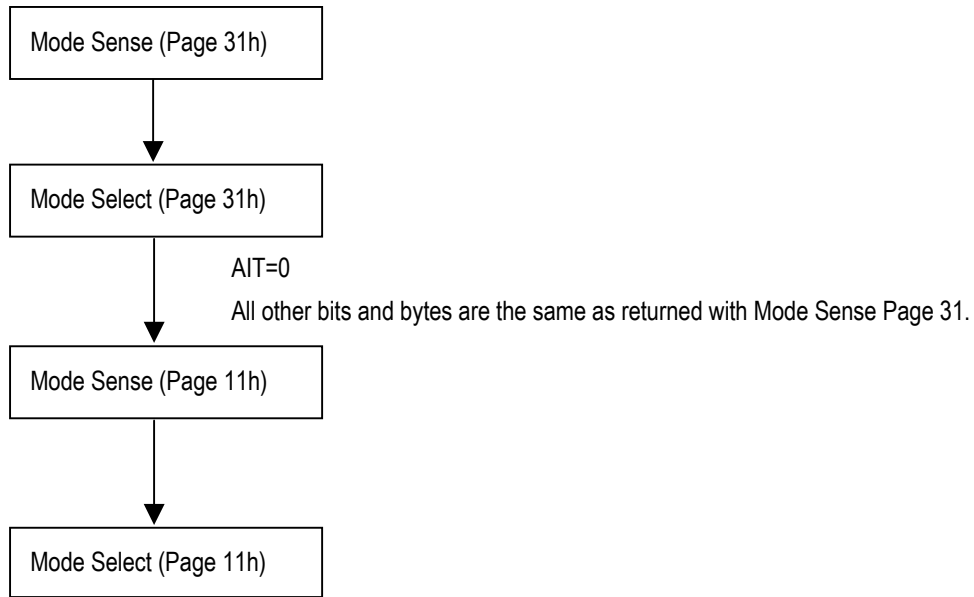 Mode Sense (Page 31h)
Mode Select (Page 31h)
AIT=0
All other bits and bytes are the same as returned with Mode Sense Page 31.
Mode Sense (Page 11h)
Mode Select (Page 11h)